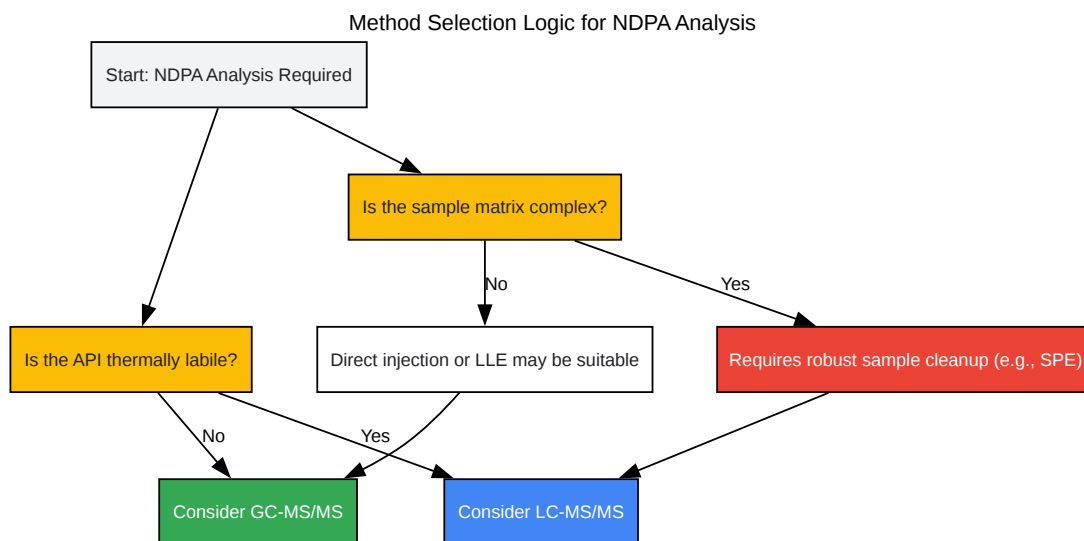 Method Selection Logic for NDPA Analysis
Start: NDPA Analysis Required
Is the sample matrix complex?
No
Yes
Is the API thermally labile?
Direct injection or LLE may be suitable
Requires robust sample cleanup (e.g., SPE)
No
Yes
Consider GC-MS/MS
Consider LC-MS/MS